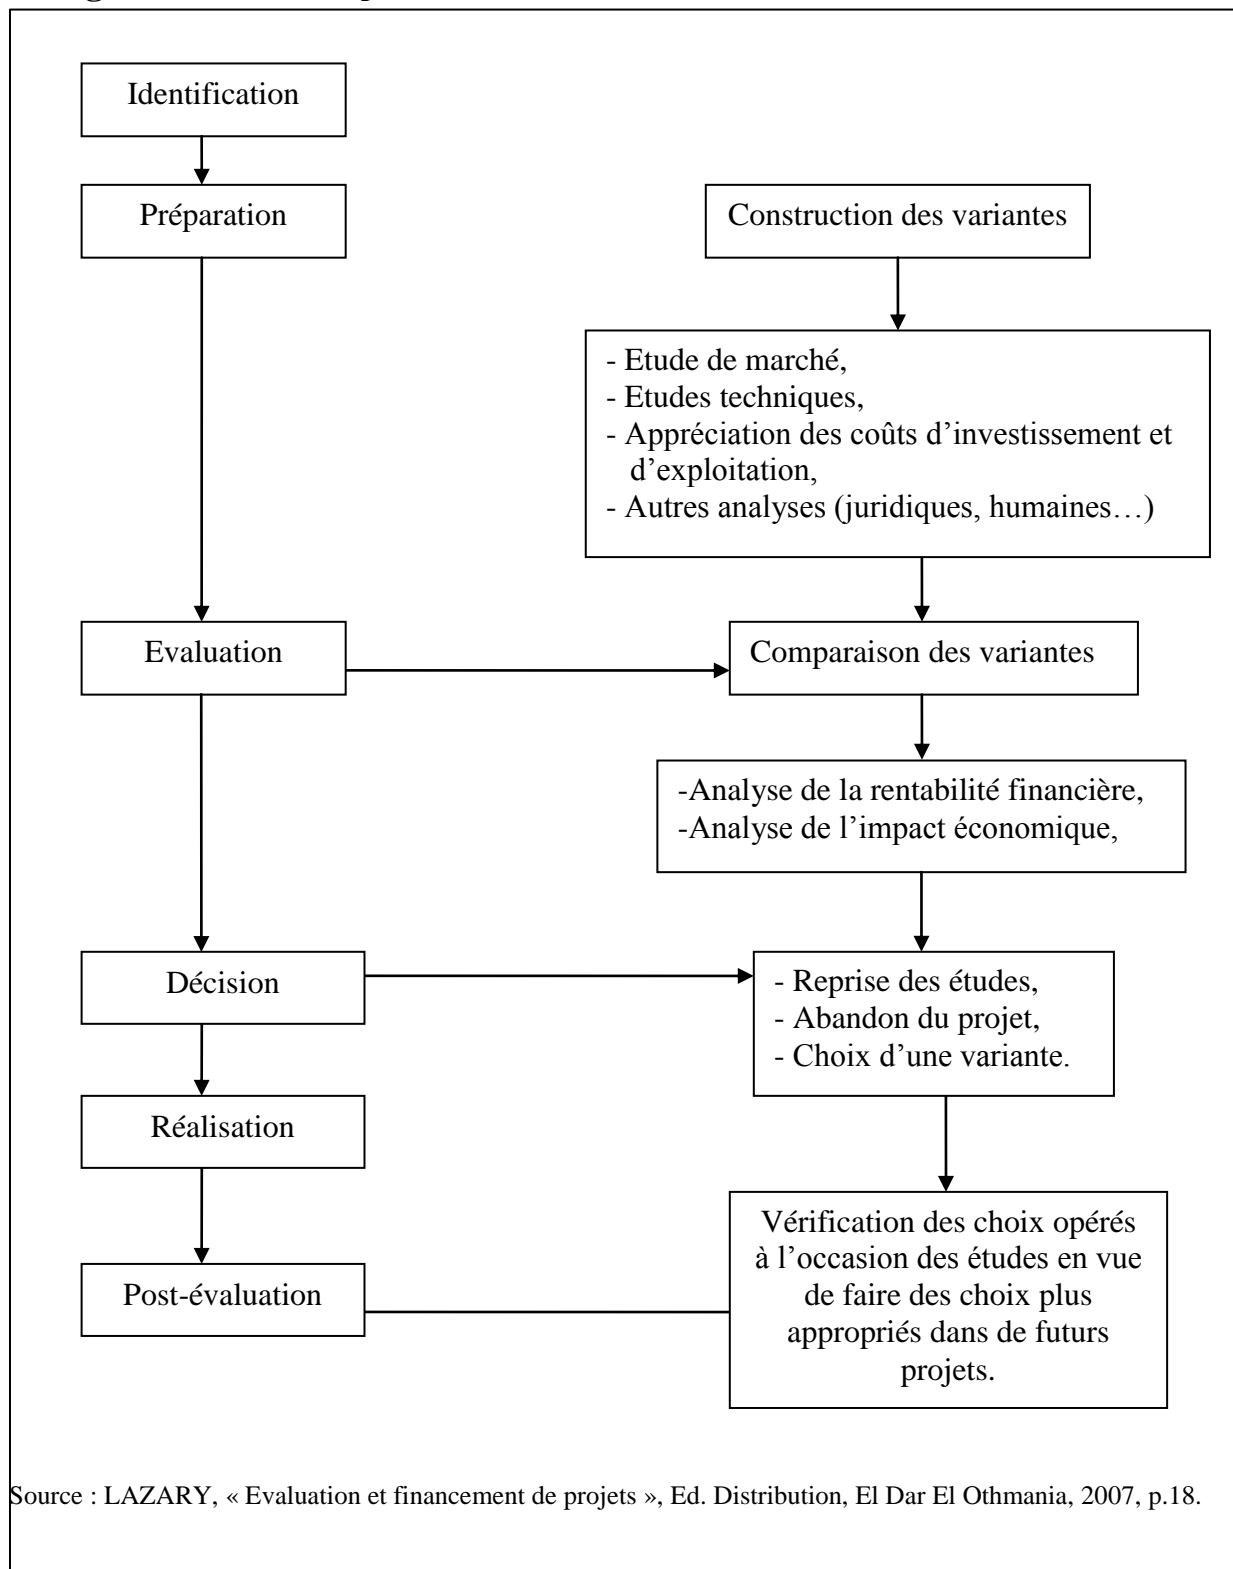 Identification
Préparation
Construction des variantes
- Etude de marché,
- Etudes techniques,
- Appréciation des coûts d’investissement et
d’exploitation,
- Autres analyses (juridiques, humaines…)
Evaluation
Comparaison des variantes
-Analyse de la rentabilité financière,
-Analyse de l’impact économique,
Décision
- Reprise des études,
- Abandon du projet,
- Choix d’une variante.
Réalisation
Post-évaluation
Vérification des choix opérés
à l’occasion des études en vue
de faire des choix plus
appropriés dans de futurs
projets.
Source : LAZARY, « Evaluation et financement de projets », Ed. Distribution, El Dar El Othmania, 2007, p.18.